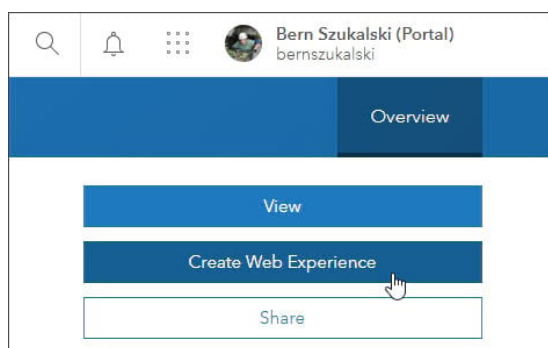 Bern Szukalski (Portal)
bernszukalski
Overview
View
Create Web Experience
Share